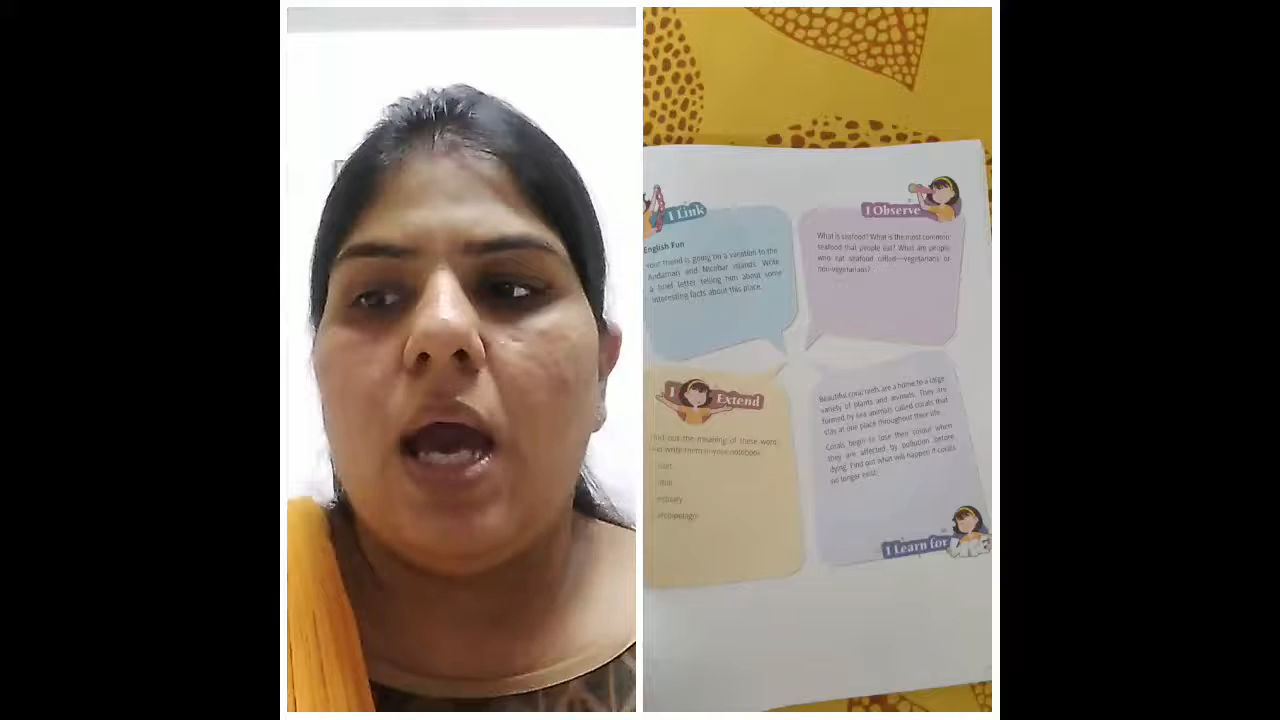 I Link
English Fun
your friend is going on a vacation to the
Andaman and Nicobar Islands. Write
a brief letter telling him about some
interesting facts about this place.
I Observe
What is seafood? What is the most common
seafood that people eat? What are people
who eat seafood called—vegetarians or
non-vegetarians?
I Extend
out the meaning of these
write them in your notebook.
estuary
archipelago
Beautiful coral reefs are a home to a large
variety of plants and animals. They are
formed by sea animals called corals that
stay at one place throughout their life.
Corals begin to lose their colour when
they are affected by pollution before
dying. Find out what will happen if corals
no longer exist.
I Learn for